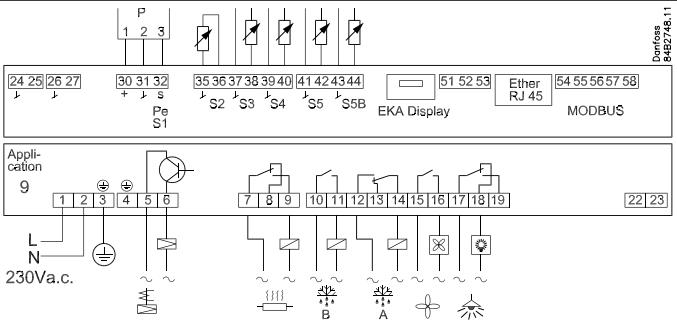 P
1 2 3
Danfoss
84B2748.11
24 25 26 27 30 31 32 35 36 37 38 39 40 41 42 43 44 51 52 53 54 55 56 57 58
+ s S2 S3 S4 S5 S5B
Ether
RJ 45
EKA Display
MODBUS
Pe
S1
Appli-
cation
9
1 2 3 4 5 6 7 8 9 10 11 12 13 14 15 16 17 18 19 22 23
L
N
230Va.c.
B A